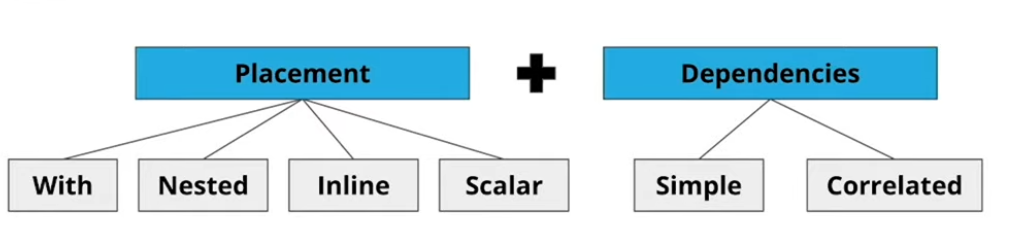 Placement
Dependencies
With
Nested
Inline
Scalar
Simple
Correlated